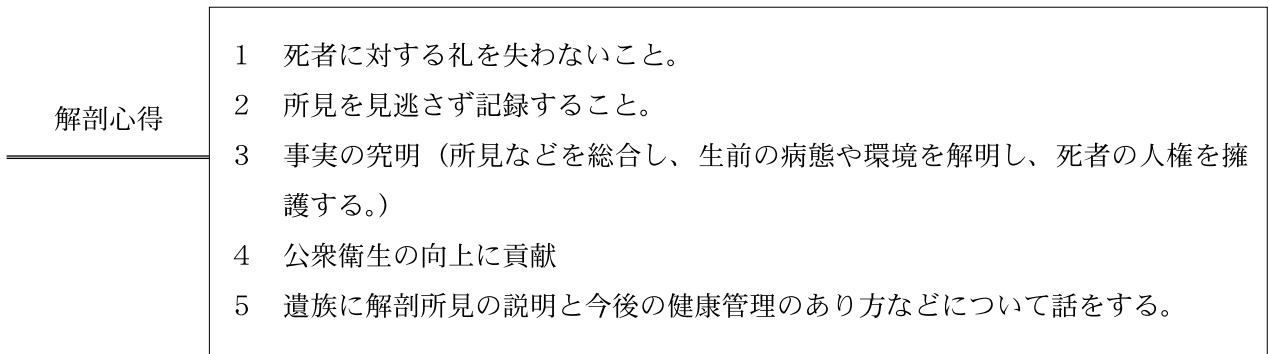 解剖心得
１　死者に対する礼を失わないこと。
２　所見を見逃さず記録すること。
３　事実の究明（所見などを総合し、生前の病態や環境を解明し、死者の人権を擁
護する。）
４　公衆衛生の向上に貢献
５　遺族に解剖所見の説明と今後の健康管理のあり方などについて話をする。